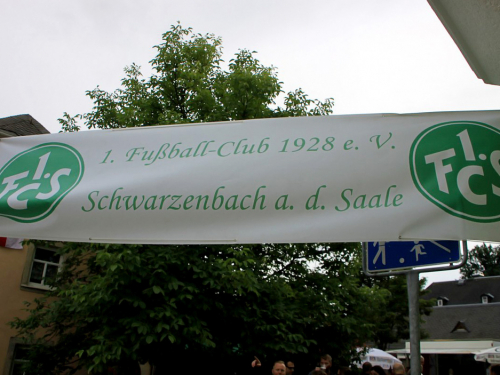 1. Fußball-Club 1928 e. V.
Schwarzenbach a. d. Saale
1.
FCS
1.
FCS